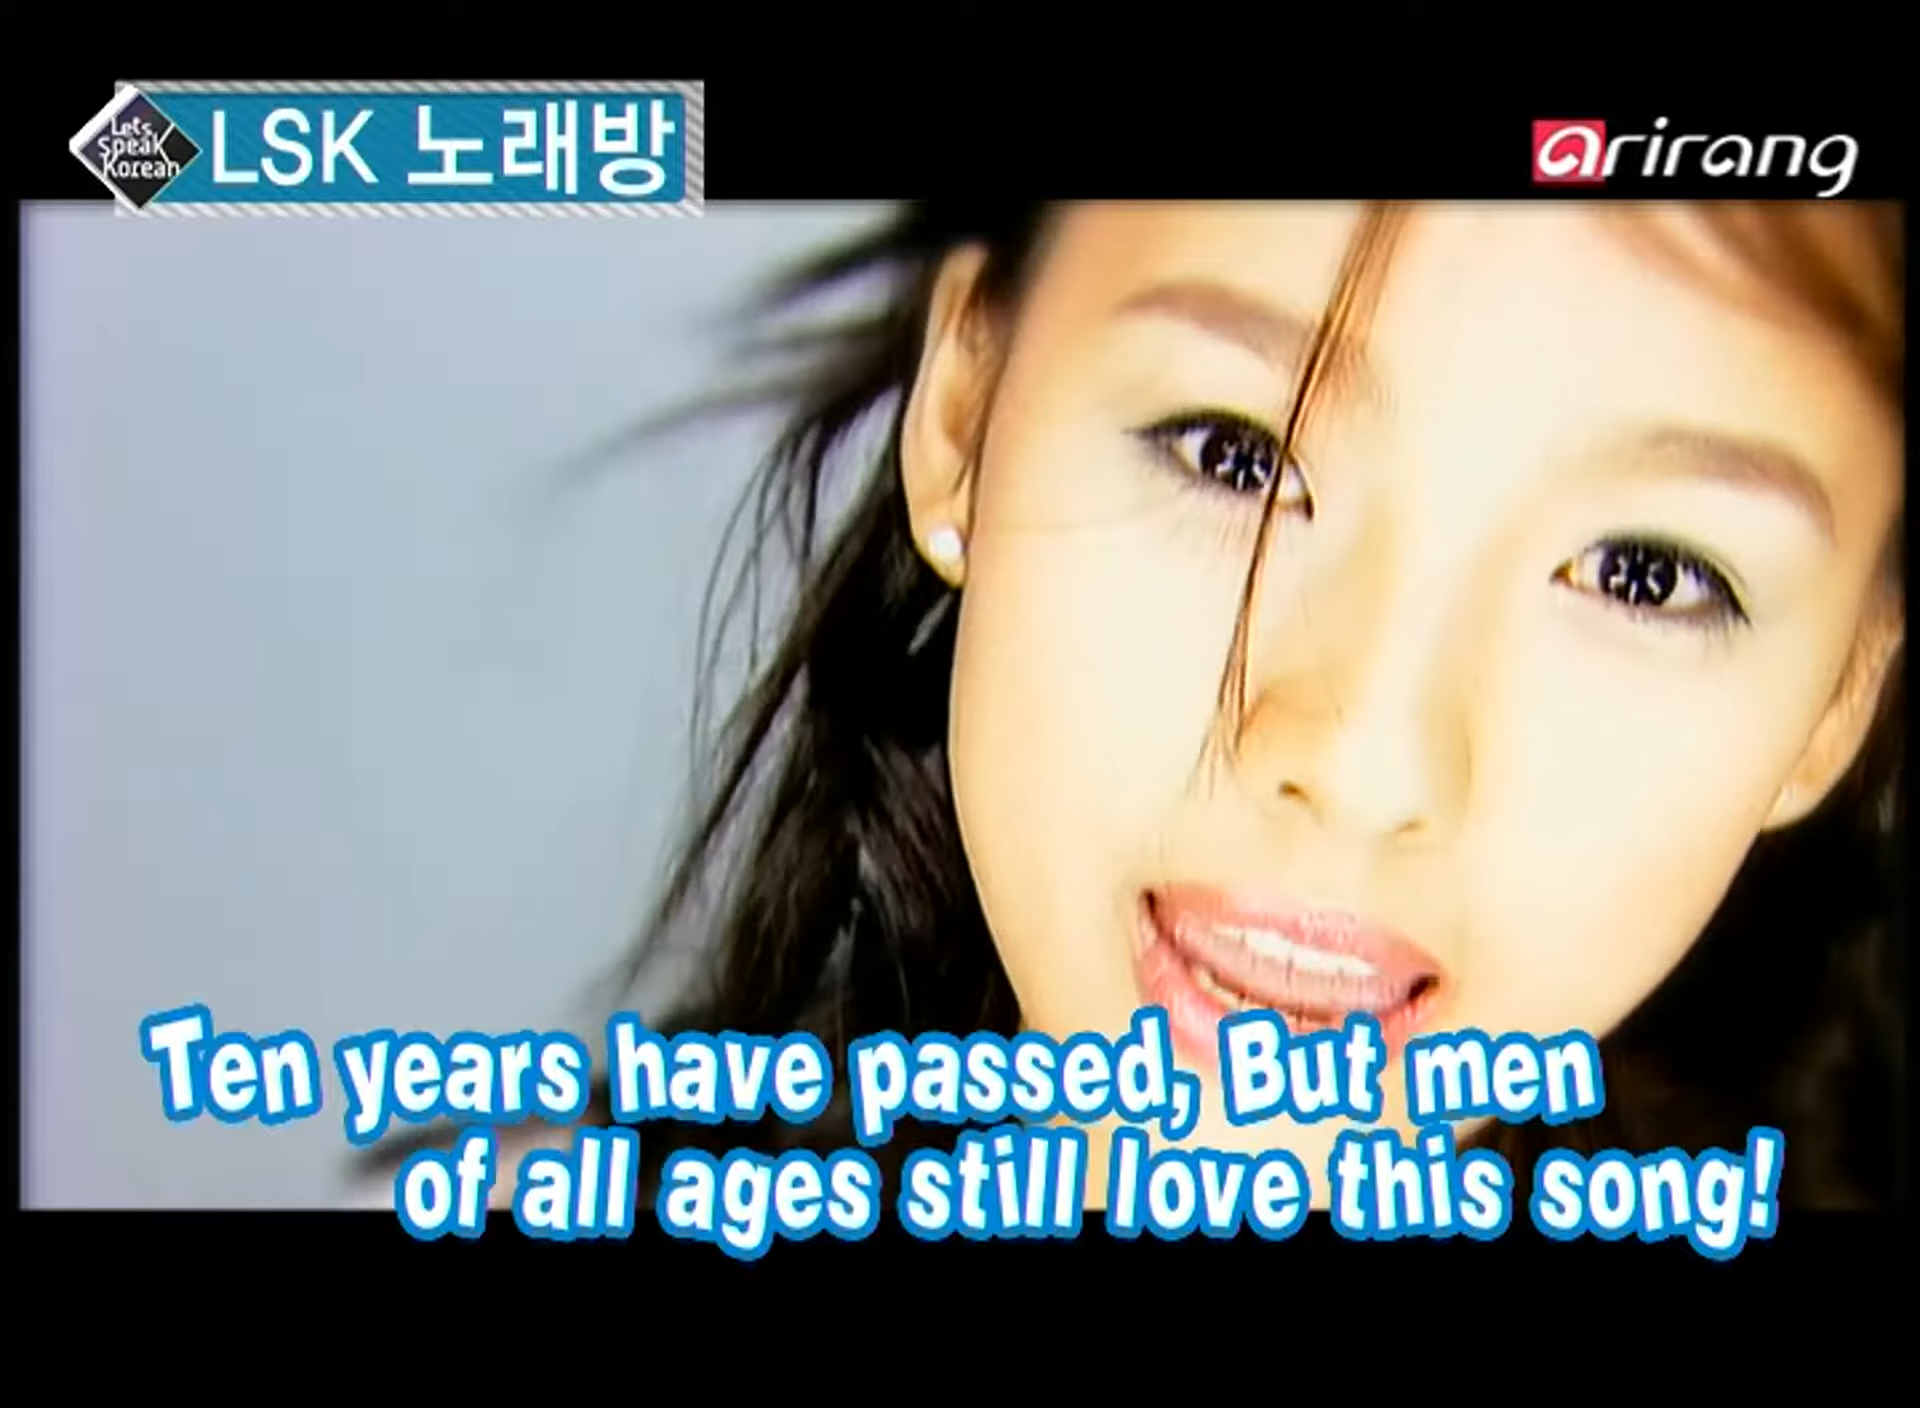 Lets
Speak
Korean
LSK 노래방
arirang
Ten years have passed, But men
of all ages still love this song!